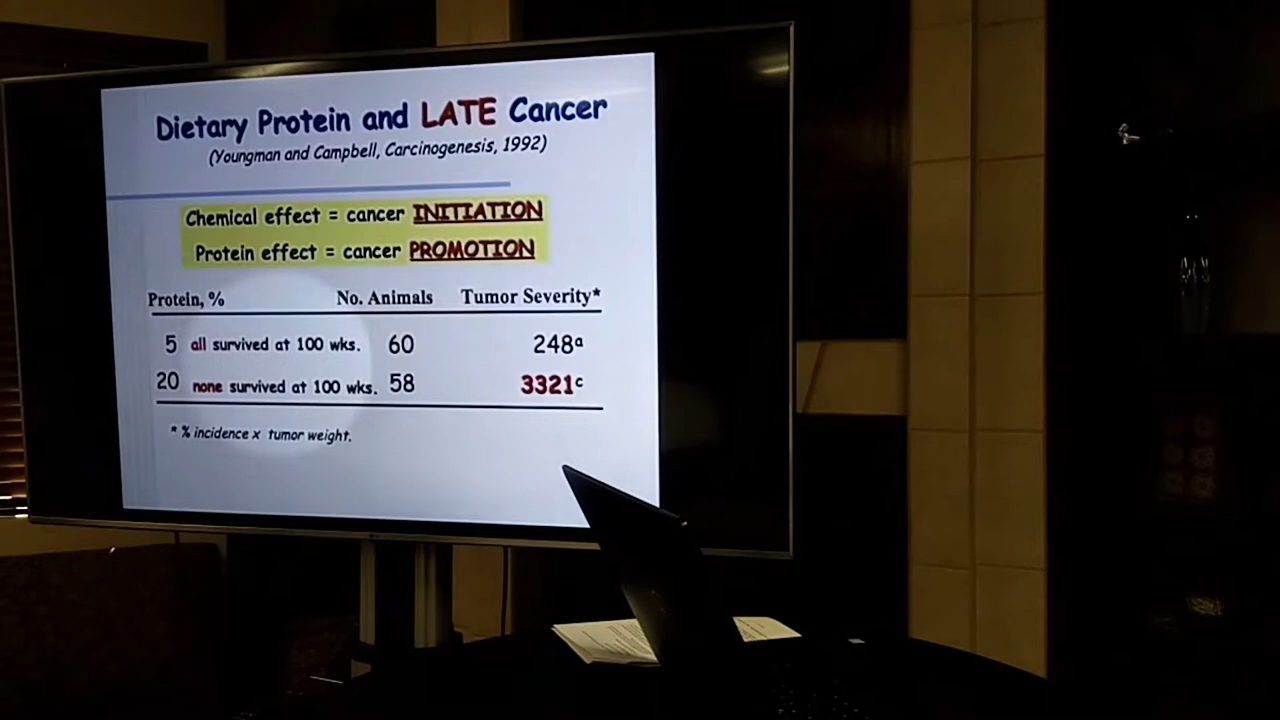 Dietary Protein and LATE Cancer
(Youngman and Campbell, Carcinogenesis, 1992)
Chemical effect = cancer INITIATION
Protein effect = cancer PROMOTION
Protein, % No. Animals Tumor Severity*
5 all survived at 100 wks. 60 248ª
20 none survived at 100 wks. 58 3321ᶜ
* % incidence x tumor weight.